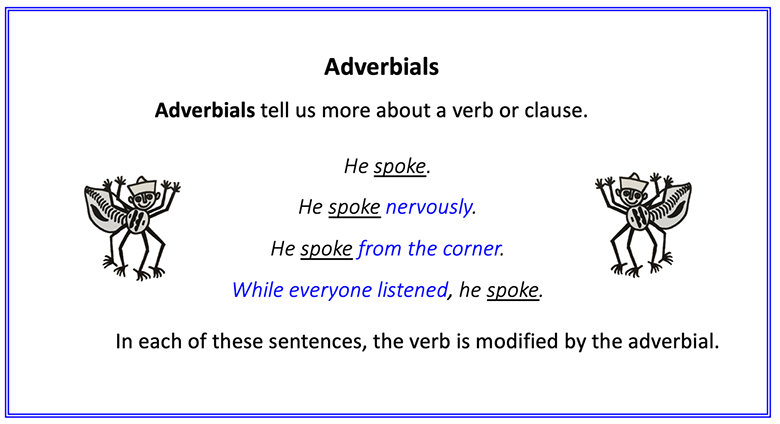 Adverbials
Adverbials tell us more about a verb or clause.
He spoke.
He spoke nervously.
He spoke from the corner.
While everyone listened, he spoke.
In each of these sentences, the verb is modified by the adverbial.